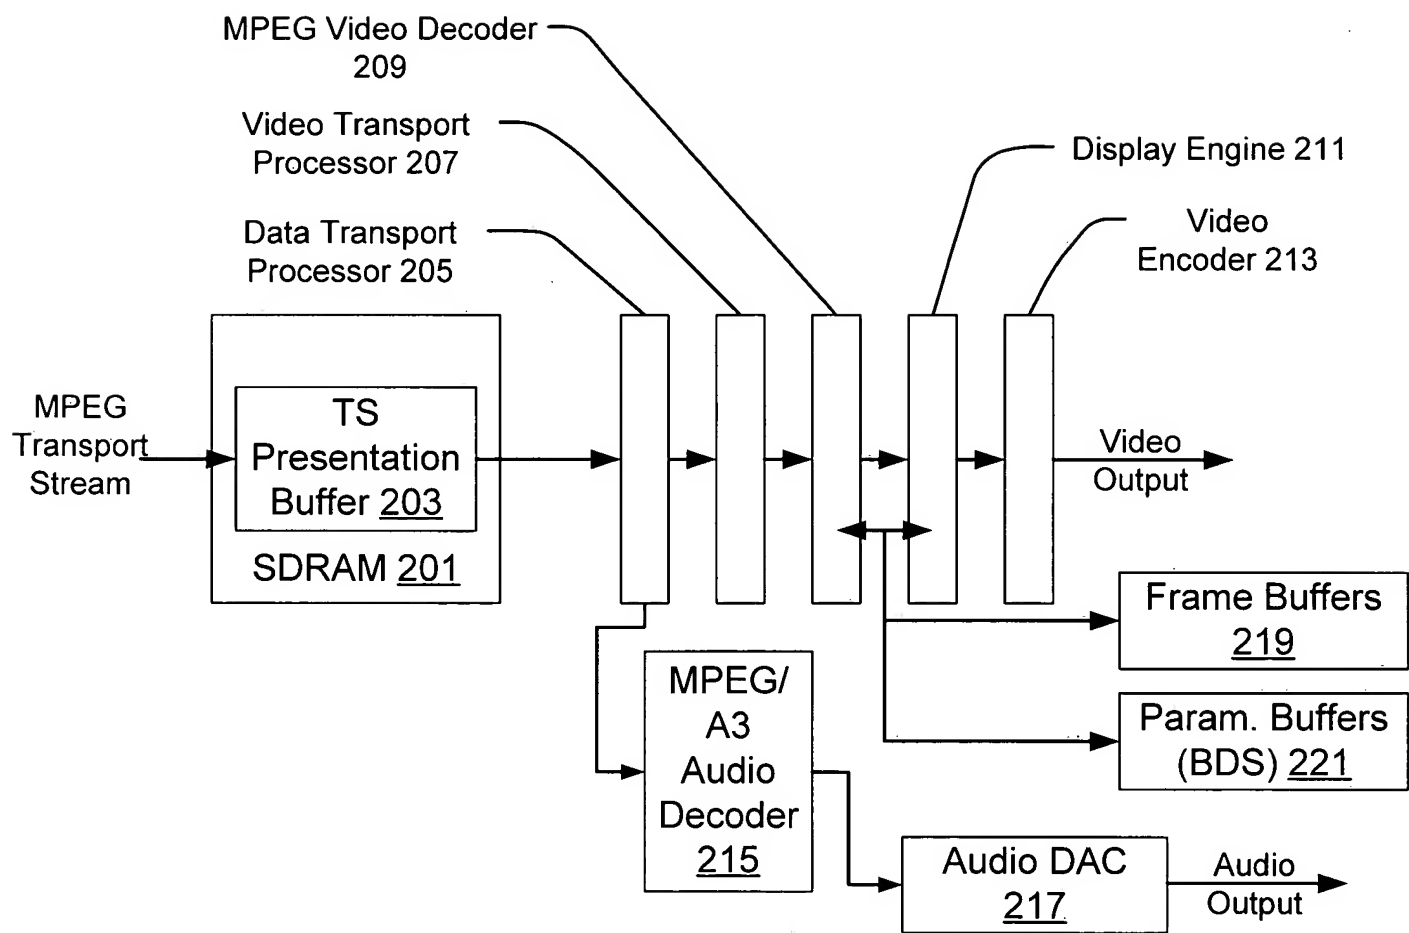 MPEG Video Decoder
209
Video Transport
Processor 207
Data Transport
Processor 205
Display Engine 211
Video
Encoder 213
MPEG
Transport
Stream
TS
Presentation
Buffer 203
SDRAM 201
Video
Output
Frame Buffers
219
Param. Buffers
(BDS) 221
MPEG/
A3
Audio
Decoder
215
Audio DAC
217
Audio
Output